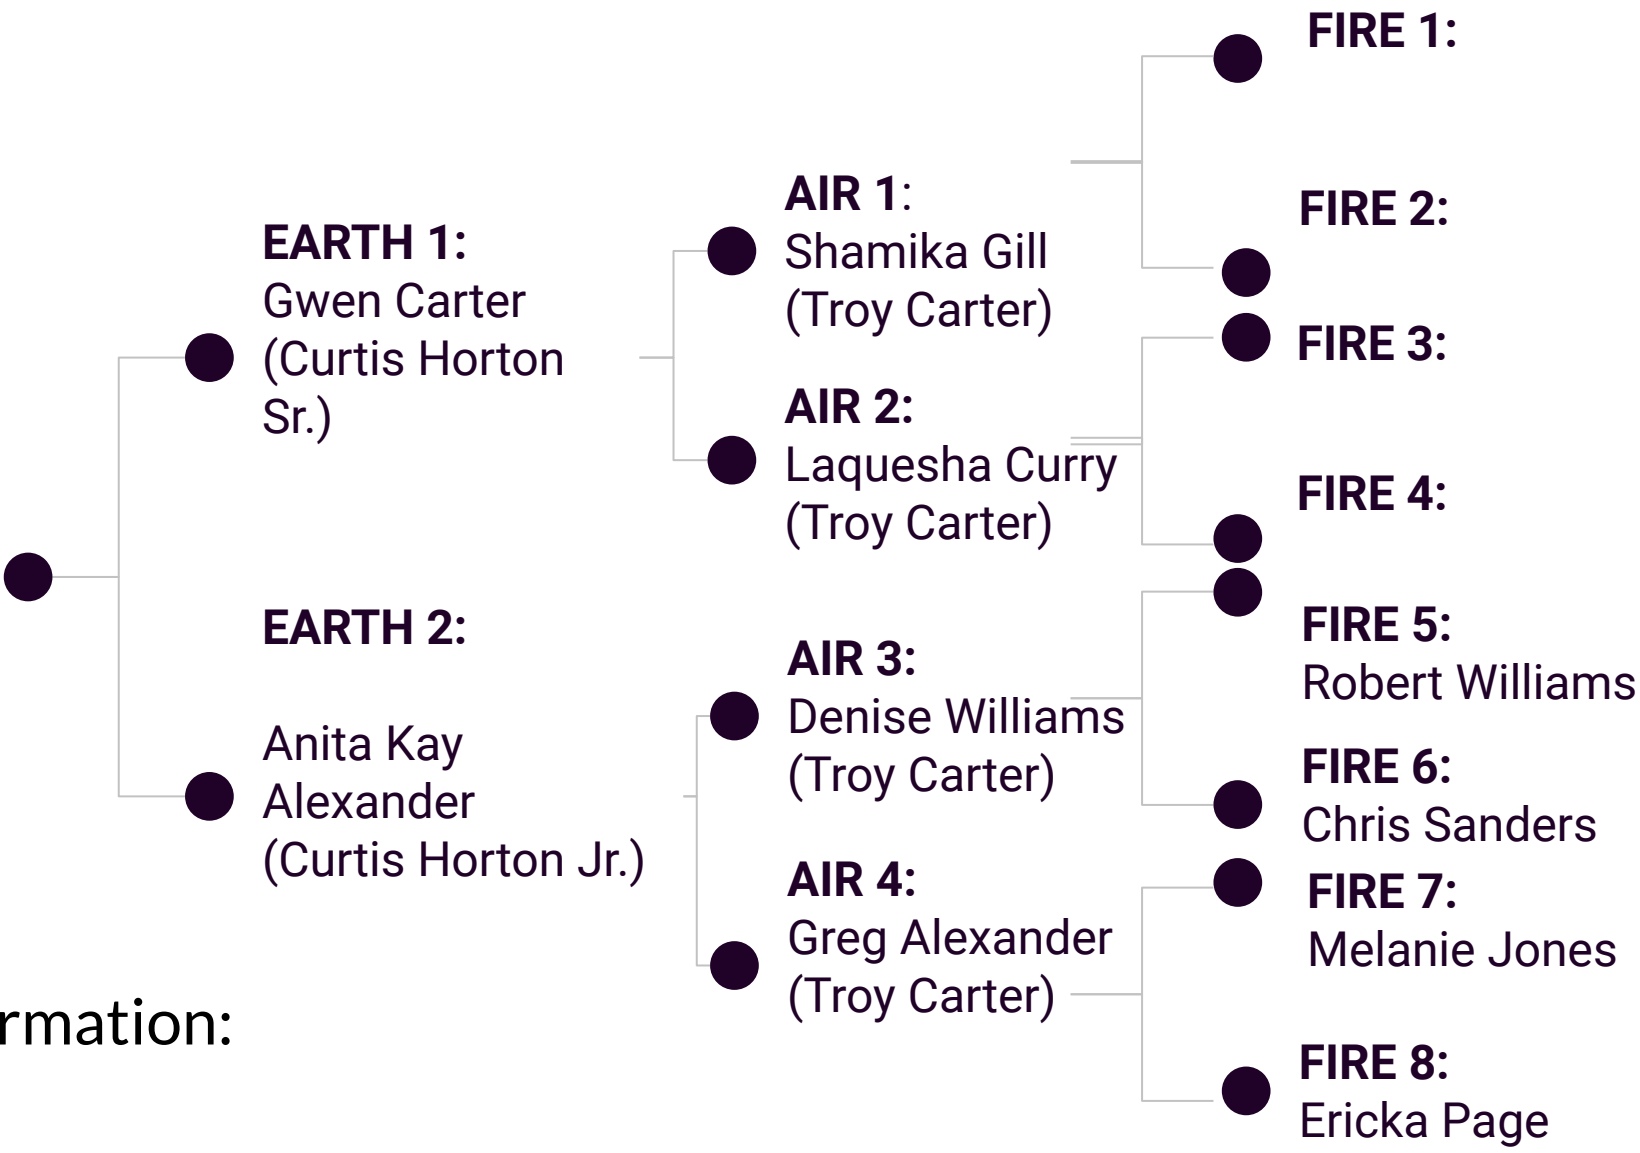 EARTH 1:
Gwen Carter
(Curtis Horton
Sr.)
EARTH 2:
Anita Kay
Alexander
(Curtis Horton Jr.)
AIR 1:
Shamika Gill
(Troy Carter)
AIR 2:
Laquesha Curry
(Troy Carter)
AIR 3:
Denise Williams
(Troy Carter)
AIR 4:
Greg Alexander
(Troy Carter)
FIRE 1:
FIRE 2:
FIRE 3:
FIRE 4:
FIRE 5:
Robert Williams
FIRE 6:
Chris Sanders
FIRE 7:
Melanie Jones
FIRE 8:
Ericka Page
rmation: